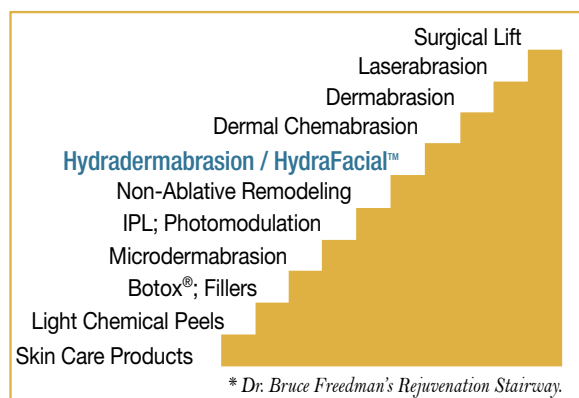 Surgical Lift
Laserabrasion
Dermabrasion
Dermal Chemabrasion
Hydradermabrasion / HydraFacial™
Non-Ablative Remodeling
IPL; Photomodulation
Microdermabrasion
Botox®; Fillers
Light Chemical Peels
Skin Care Products
* Dr. Bruce Freedman's Rejuvenation Stairway.